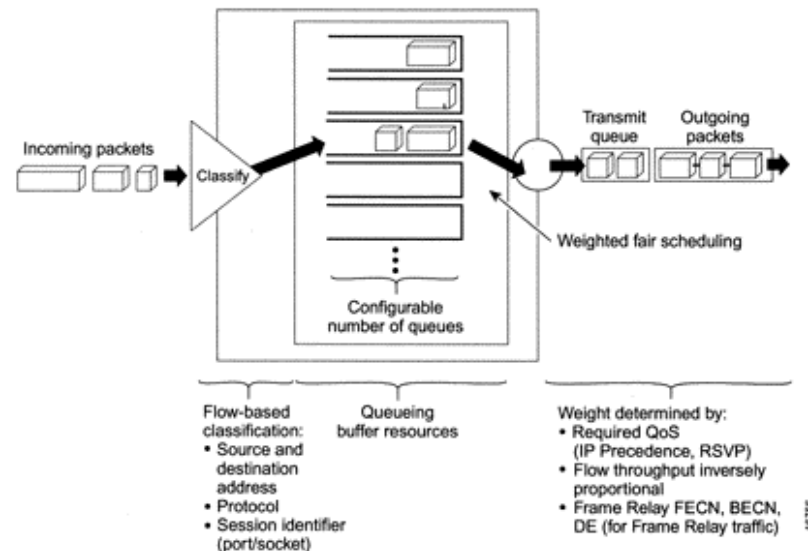 Incoming packets
Classify
Transmit
queue
Outgoing
packets
Weighted fair scheduling
Configurable
number of queues
Flow-based
classification:
• Source and
destination
address
• Protocol
• Session identifier
(port/socket)
Queueing
buffer resources
Weight determined by:
• Required QoS
(IP Precedence, RSVP)
• Flow throughput inversely
proportional
• Frame Relay FECN, BECN,
DE (for Frame Relay traffic)